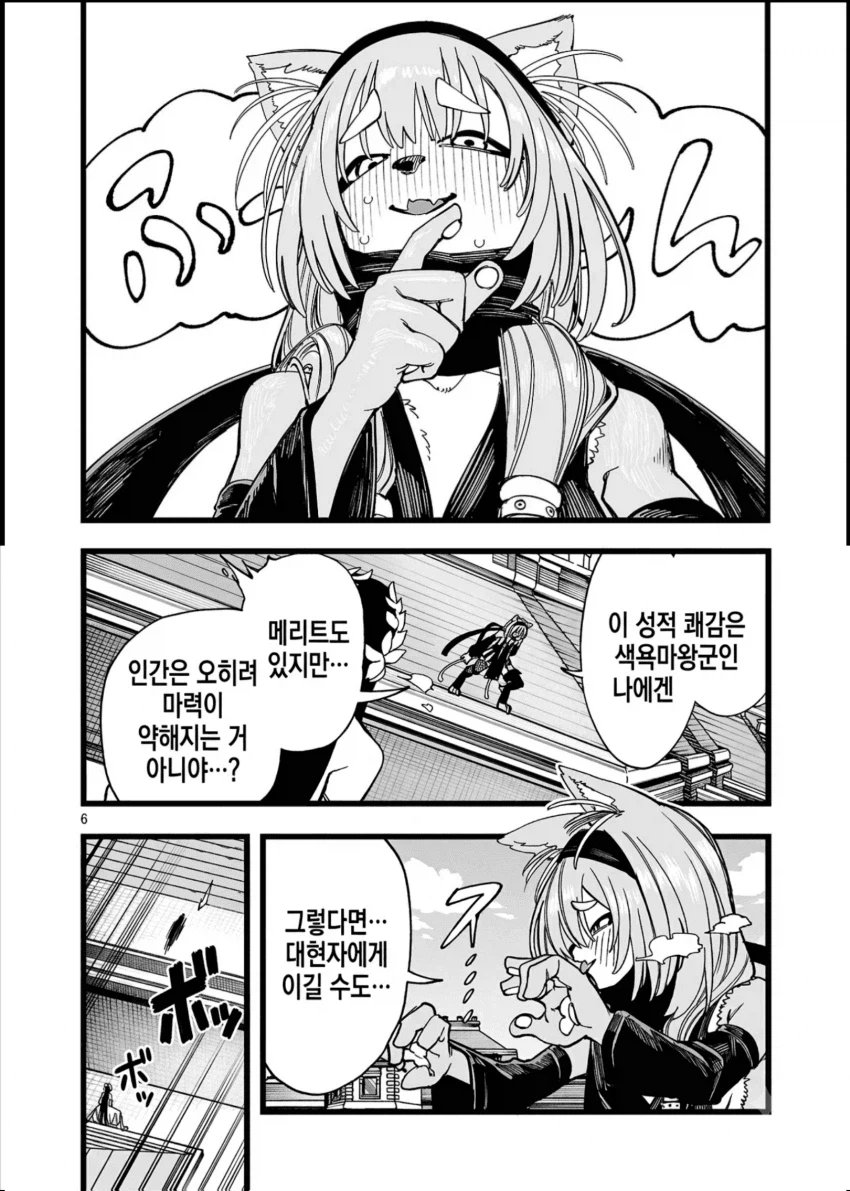 ふーん
이 성적 쾌감은
색욕마왕군인
나에겐
메리트도
있지만…
인간은 오히려
마력이
약해지는 거
아니야…?
6
그렇다면…
대현자에게
이길 수도…
スッ
ボッ
ボッ